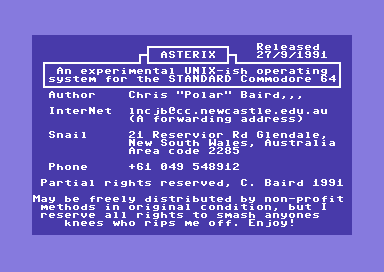 Released
ASTERIX 27/9/1991
An experimental UNIX-ish operating
system for the STANDARD Commodore 64
Author Chris "Polar" Baird,,,
InterNet lncjb@cc.newcastle.edu.au
(A forwarding address)
Snail 21 Reservior Rd Glendale,
New South Wales, Australia
Area code 2285
Phone +61 049 548912
Partial rights reserved, C. Baird 1991
May be freely distributed by non-profit
methods in original condition, but I
reserve all rights to smash anyones
knees who rips me off. Enjoy!